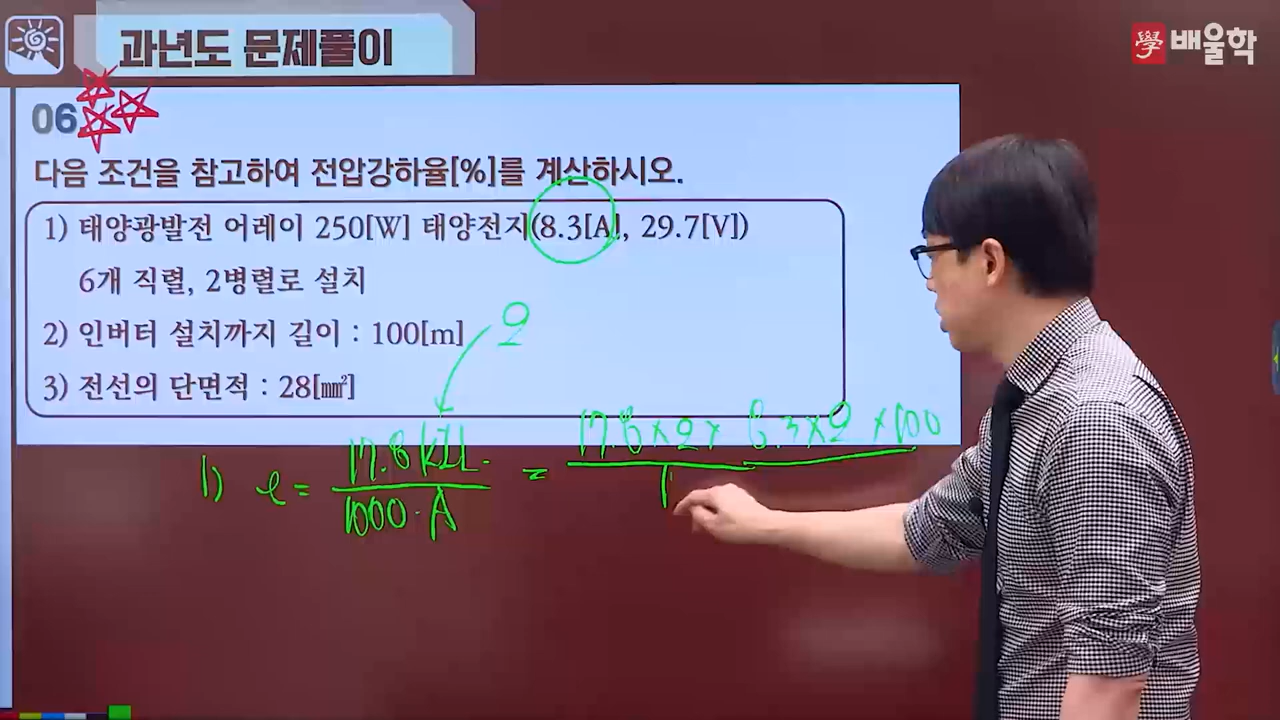 과년도 문제풀이
學 배울학
06
다음 조건을 참고하여 전압강하율[%]를 계산하시오.
1) 태양광발전 어레이 250[W] 태양전지(8.3[A], 29.7[V])
6개 직렬, 2병렬로 설치
2) 인버터 설치까지 길이 : 100[m]
3) 전선의 단면적 : 28[㎟]
2
1) e = 17.8 kIL / 1000·A = 17.8×2× 8.3×2 ×100 / 1